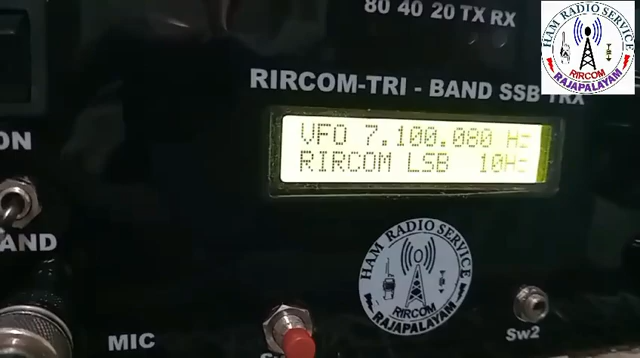 80 40 20 TX RX
HAM RADIO SERVICE
RIRCOM
RAJAPALAYAM
RIRCOM-TRI - BAND SSB TRX
ON
VFO 7.100.080 Hz
RIRCOM LSB 10Hz
AND
HAM RADIO SERVICE
RIRCOM
RAJAPALAYAM
MIC
Sw2